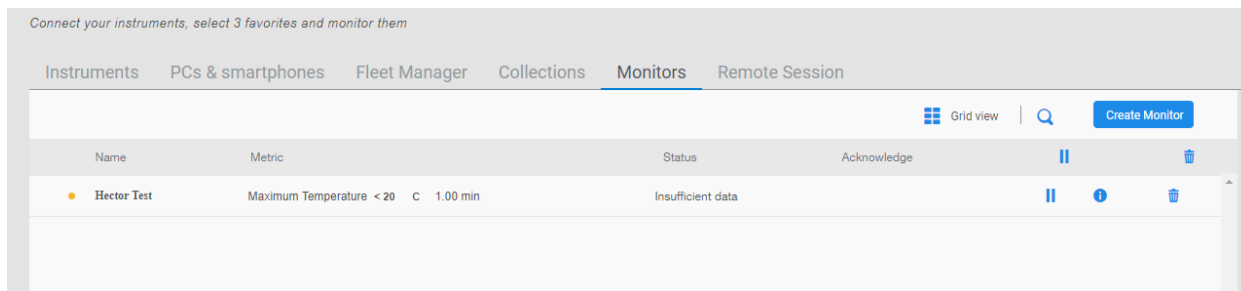 Connect your instruments, select 3 favorites and monitor them
Instruments PCs & smartphones Fleet Manager Collections Monitors Remote Session
Grid view Create Monitor
Name Metric Status Acknowledge
Hector Test Maximum Temperature < 20 C 1.00 min Insufficient data